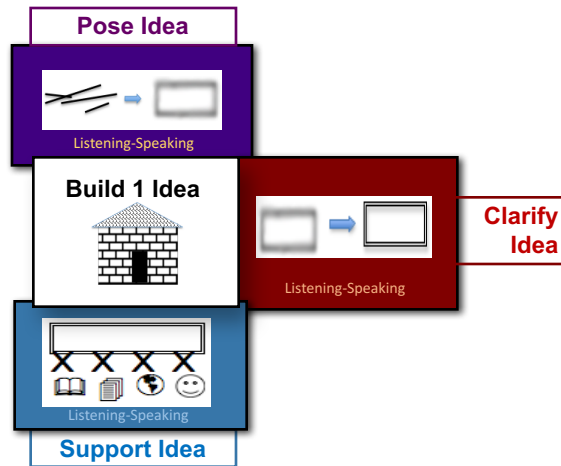 Pose Idea
Listening-Speaking
Build 1 Idea
Clarify
Idea
Listening-Speaking
X X X X
Listening-Speaking
Support Idea